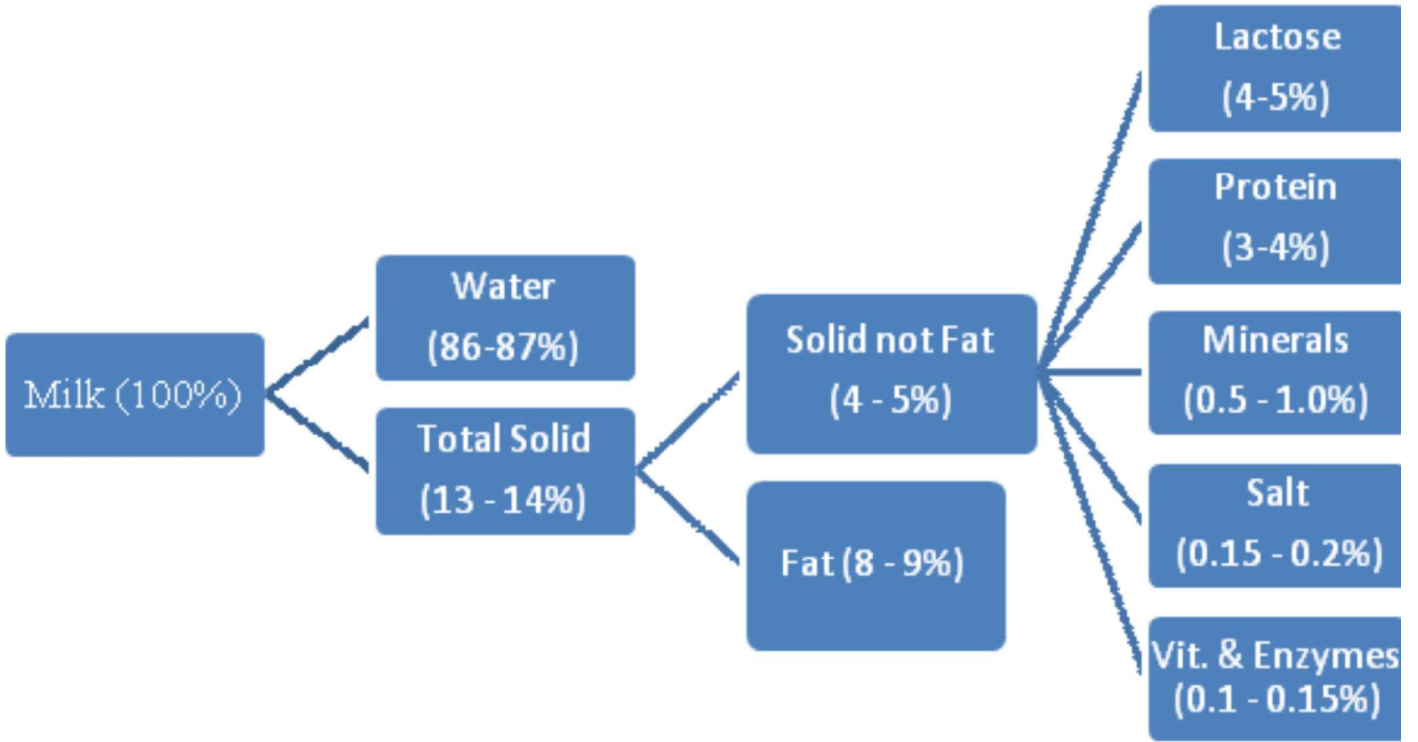 Milk (100%)
Water
(86-87%)
Total Solid
(13 - 14%)
Solid not Fat
(4 - 5%)
Fat (8 - 9%)
Lactose
(4-5%)
Protein
(3-4%)
Minerals
(0.5 - 1.0%)
Salt
(0.15 - 0.2%)
Vit. & Enzymes
(0.1 - 0.15%)